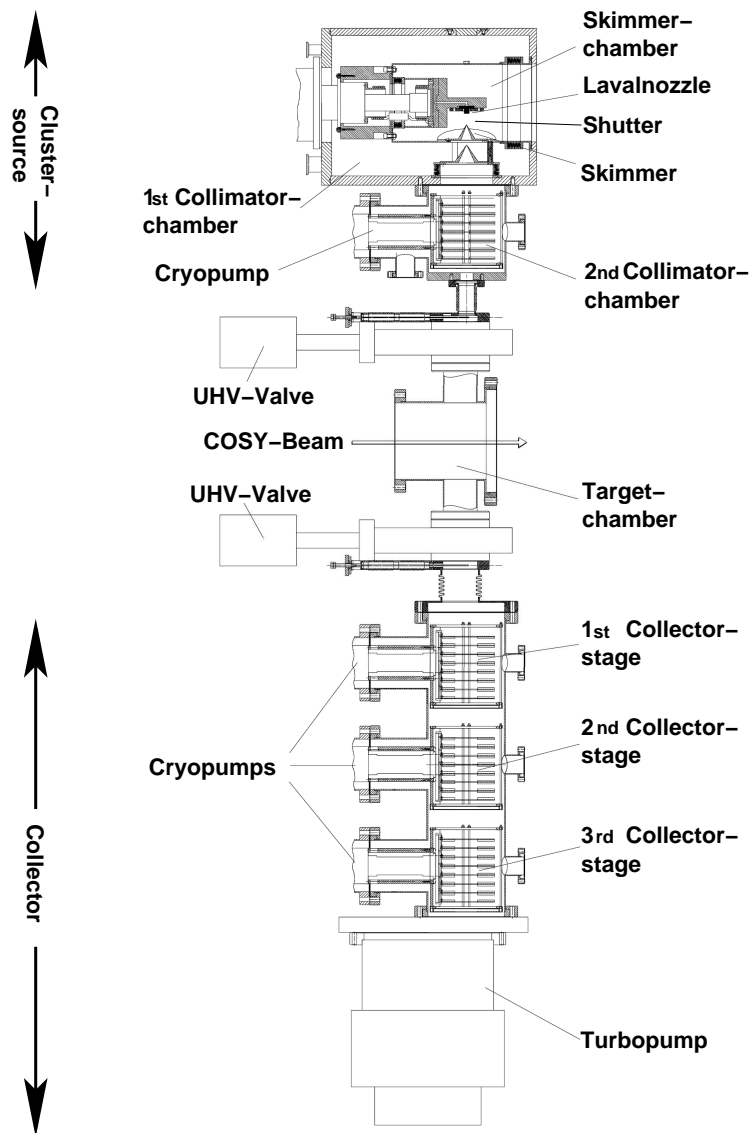 Skimmer–
chamber
Lavalnozzle
Shutter
Skimmer
Cluster–
source
1st Collimator–
chamber
Cryopump
2nd Collimator–
chamber
UHV–Valve
COSY–Beam
UHV–Valve
Target–
chamber
1st Collector–
stage
2nd Collector–
stage
Cryopumps
3rd Collector–
stage
Collector
Turbopump